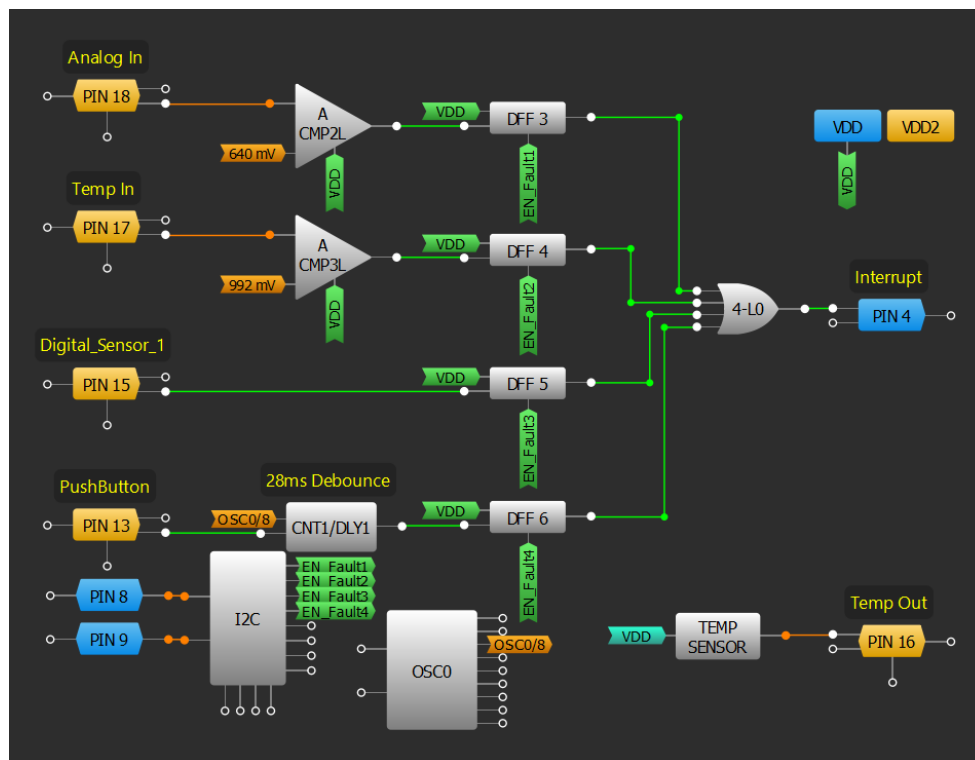 Analog In
PIN 18
A
CMP2L
640 mV
VDD
VDD
DFF 3
EN_Fault1
VDD
VDD2
VDD
Temp In
PIN 17
A
CMP3L
992 mV
VDD
VDD
DFF 4
EN_Fault2
4-L0
Interrupt
PIN 4
Digital_Sensor_1
PIN 15
VDD
DFF 5
EN_Fault3
PushButton
PIN 13
28ms Debounce
OSC0/8
CNT1/DLY1
VDD
DFF 6
EN_Fault4
PIN 8
PIN 9
I2C
EN_Fault1
EN_Fault2
EN_Fault3
EN_Fault4
OSC0
OSC0/8
VDD
TEMP
SENSOR
Temp Out
PIN 16